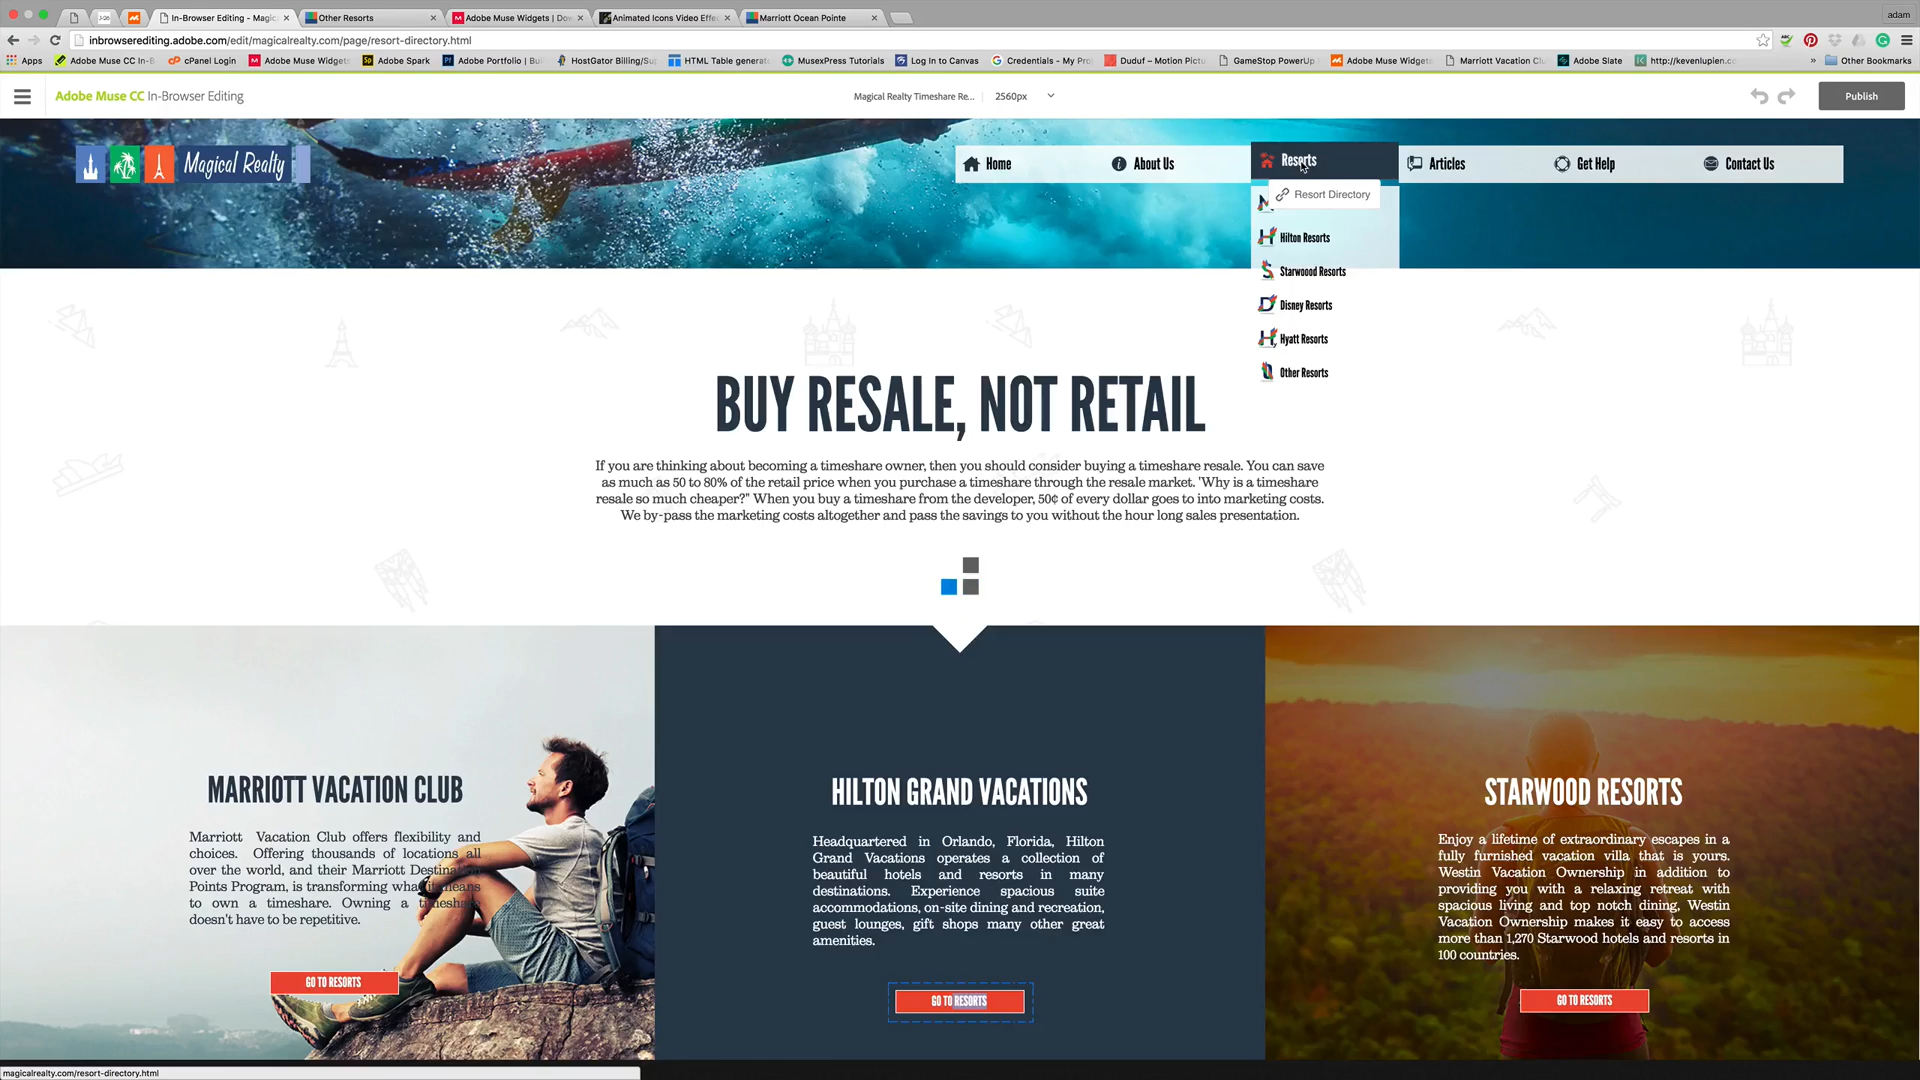 adam
In-Browser Editing - Magic
Other Resorts
Adobe Muse Widgets | Dow
Animated Icons Video Effec
Marriott Ocean Pointe
inbrowserediting.adobe.com/edit/magicalrealty.com/page/resort-directory.html
Apps
Adobe Muse CC In-B
cPanel Login
Adobe Muse Widget
Adobe Spark
Adobe Portfolio | Bui
HostGator Billing/Sup
HTML Table generat
MusexPress Tutorials
Log In to Canvas
Credentials - My Pro
Duduf – Motion Pictu
GameStop PowerUp
Adobe Muse Widgets
Marriott Vacation Clu
Adobe Slate
http://kevenlupien.co
»
Other Bookmarks
Adobe Muse CC In-Browser Editing
Magical Realty Timeshare Re...
2560px
Publish
Magical Realty
Home
About Us
Resorts
Articles
Get Help
Contact Us
Resort Directory
Hilton Resorts
Starwoood Resorts
Disney Resorts
Hyatt Resorts
Other Resorts
BUY RESALE, NOT RETAIL
If you are thinking about becoming a timeshare owner, then you should consider buying a timeshare resale. You can save
as much as 50 to 80% of the retail price when you purchase a timeshare through the resale market. "Why is a timeshare
resale so much cheaper?" When you buy a timeshare from the developer, 50¢ of every dollar goes to into marketing costs.
We by-pass the marketing costs altogether and pass the savings to you without the hour long sales presentation.
MARRIOTT VACATION CLUB
Marriott Vacation Club offers flexibility and
choices. Offering thousands of locations all
over the world, and their Marriott Destination
Points Program, is transforming what it means
to own a timeshare. Owning a timeshare
doesn't have to be repetitive.
GO TO RESORTS
HILTON GRAND VACATIONS
Headquartered in Orlando, Florida, Hilton
Grand Vacations operates a collection of
beautiful hotels and resorts in many
destinations. Experience spacious suite
accommodations, on-site dining and recreation,
guest lounges, gift shops many other great
amenities.
GO TO RESORTS
STARWOOD RESORTS
Enjoy a lifetime of extraordinary escapes in a
fully furnished vacation villa that is yours.
Westin Vacation Ownership in addition to
providing you with a relaxing retreat with
spacious living and top notch dining, Westin
Vacation Ownership makes it easy to access
more than 1,270 Starwood hotels and resorts in
100 countries.
GO TO RESORTS
magicalrealty.com/resort-directory.html